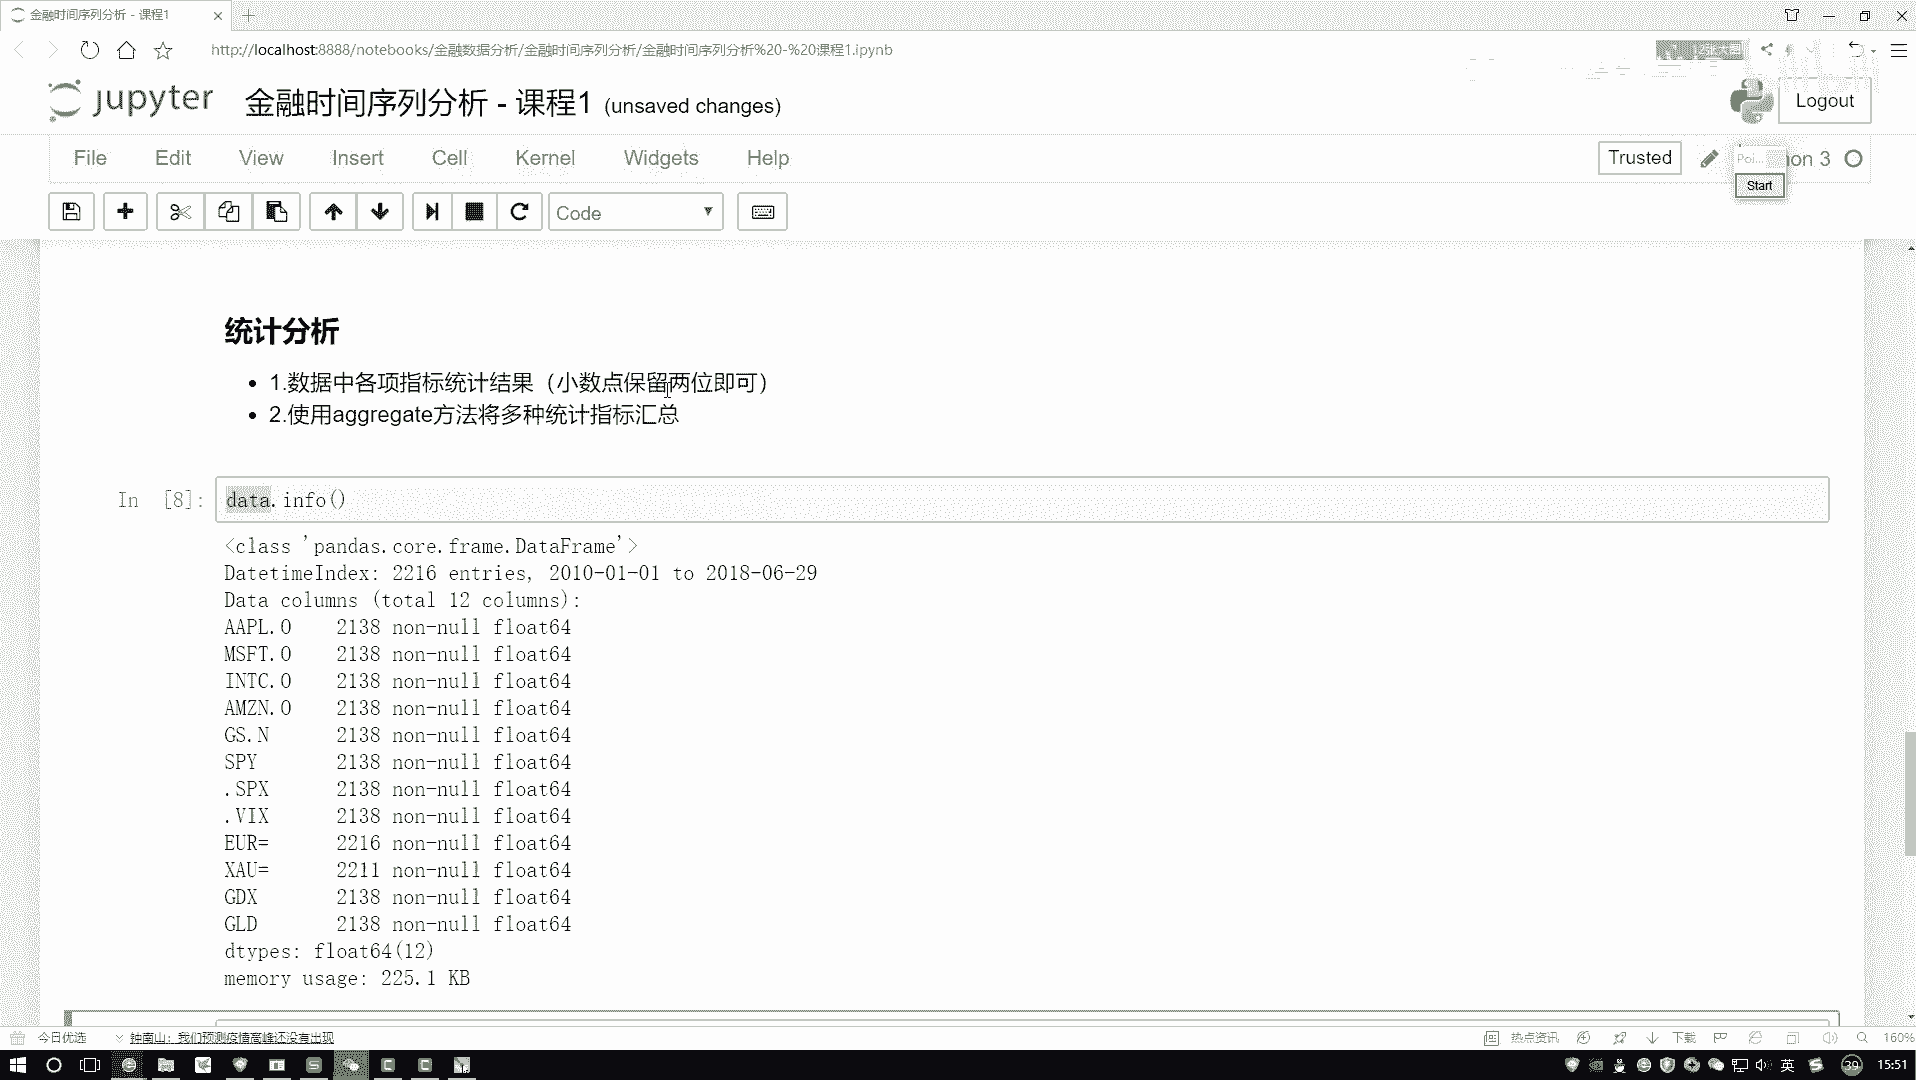 金融时间序列分析 - 课程1
http://localhost:8888/notebooks/金融数据分析/金融时间序列分析/金融时间序列分析%20-%20课程1.ipynb
jupyter 金融时间序列分析 - 课程1 (unsaved changes)
Logout
File Edit View Insert Cell Kernel Widgets Help
Trusted
Poi... on 3
Start
Code
统计分析
1.数据中各项指标统计结果（小数点保留两位即可）
2.使用aggregate方法将多种统计指标汇总
In [8]: data.info()
<class 'pandas.core.frame.DataFrame'>
DatetimeIndex: 2216 entries, 2010-01-01 to 2018-06-29
Data columns (total 12 columns):
AAPL.O 2138 non-null float64
MSFT.O 2138 non-null float64
INTC.O 2138 non-null float64
AMZN.O 2138 non-null float64
GS.N 2138 non-null float64
SPY 2138 non-null float64
.SPX 2138 non-null float64
.VIX 2138 non-null float64
EUR= 2216 non-null float64
XAU= 2211 non-null float64
GDX 2138 non-null float64
GLD 2138 non-null float64
dtypes: float64(12)
memory usage: 225.1 KB
今日优选 钟南山：我们预测疫情高峰还没有出现
热点资讯 下载 160%
英 39 15:51